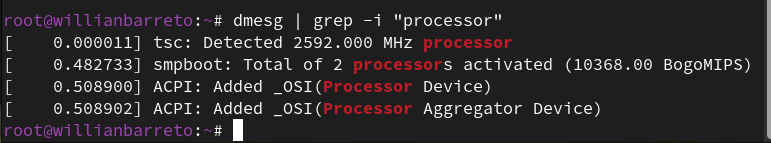 root@willianbarreto:~# dmesg | grep -i "processor"
[    0.000011] tsc: Detected 2592.000 MHz processor
[    0.482733] smpboot: Total of 2 processors activated (10368.00 BogoMIPS)
[    0.508900] ACPI: Added _OSI(Processor Device)
[    0.508902] ACPI: Added _OSI(Processor Aggregator Device)
root@willianbarreto:~#